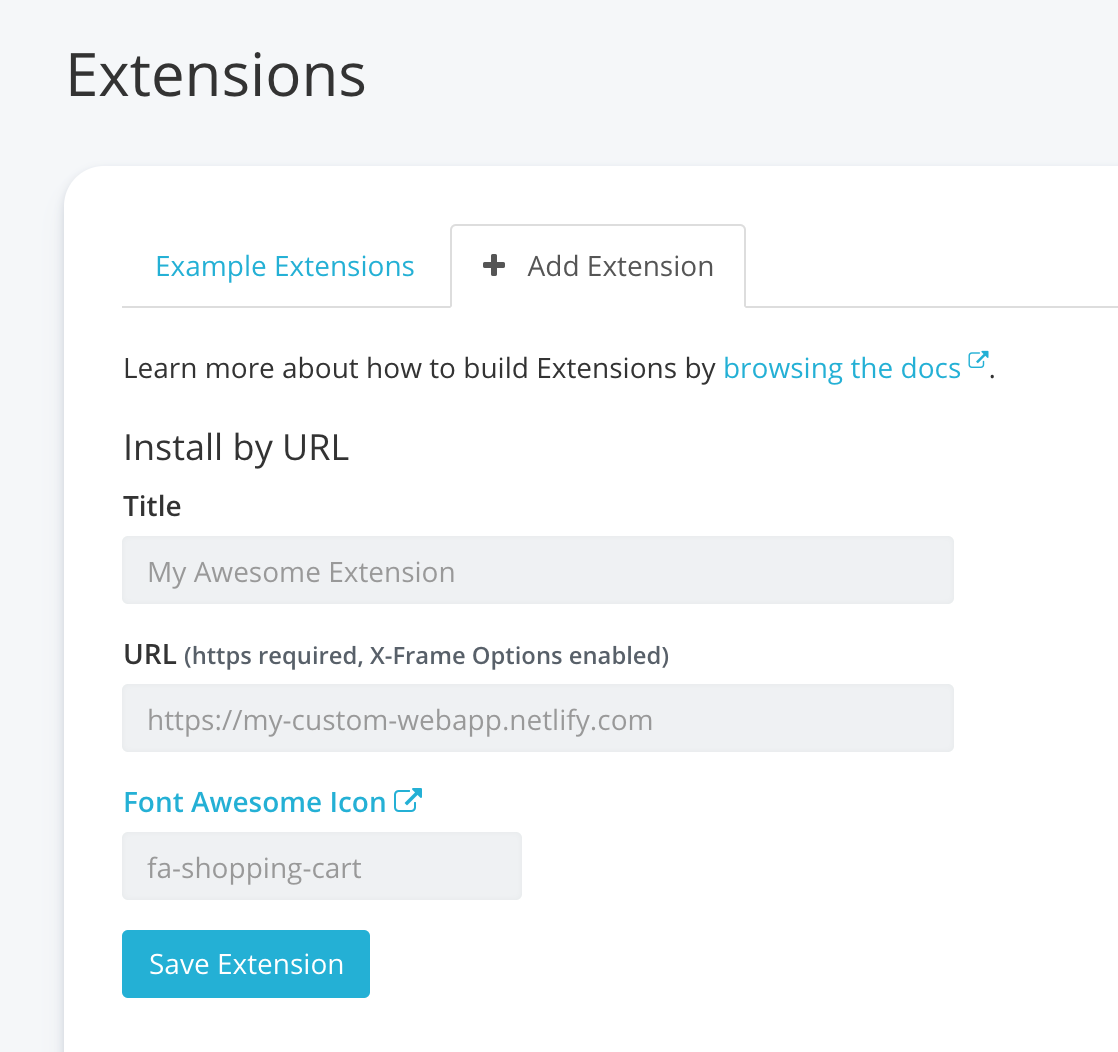 Extensions
Example Extensions
Add Extension
Learn more about how to build Extensions by browsing the docs.
Install by URL
Title
My Awesome Extension
URL (https required, X-Frame Options enabled)
https://my-custom-webapp.netlify.com
Font Awesome Icon
fa-shopping-cart
Save Extension